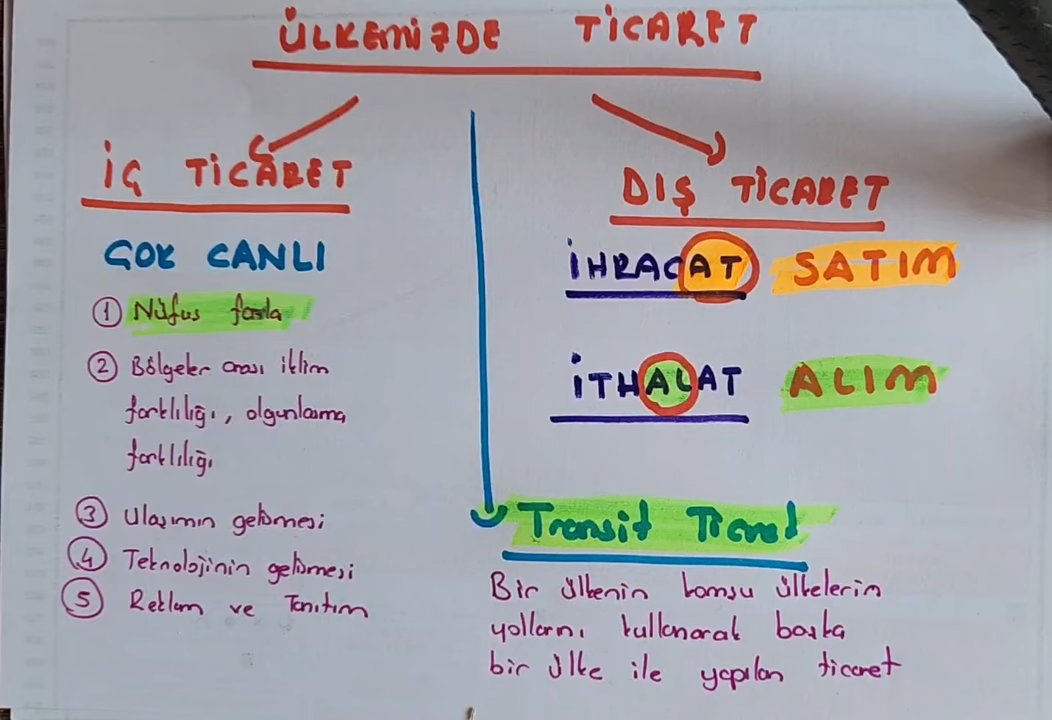 ÜLKEMİZDE TİCARET
İÇ TİCARET
ÇOK CANLI
1 Nüfus fazla
2 Bölgeler arası iklim
farklılığı, olgunlaşma
farklılığı
3 Ulaşımın gelişmesi
4 Teknolojinin gelişmesi
5 Reklam ve Tanıtım
DIŞ TİCARET
İHRACAT SATIM
İTHALAT ALIM
Transit Ticaret
Bir ülkenin komşu ülkelerin
yollarını kullanarak başka
bir ülke ile yapılan ticaret